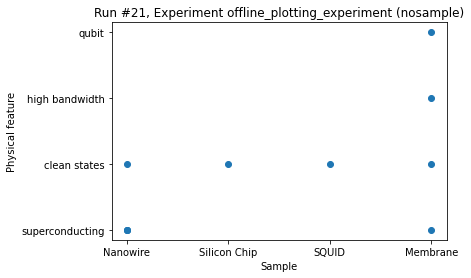 Run #21, Experiment offline_plotting_experiment (nosample)
qubit
high bandwidth
clean states
superconducting
Physical feature
Nanowire Silicon Chip SQUID Membrane
Sample